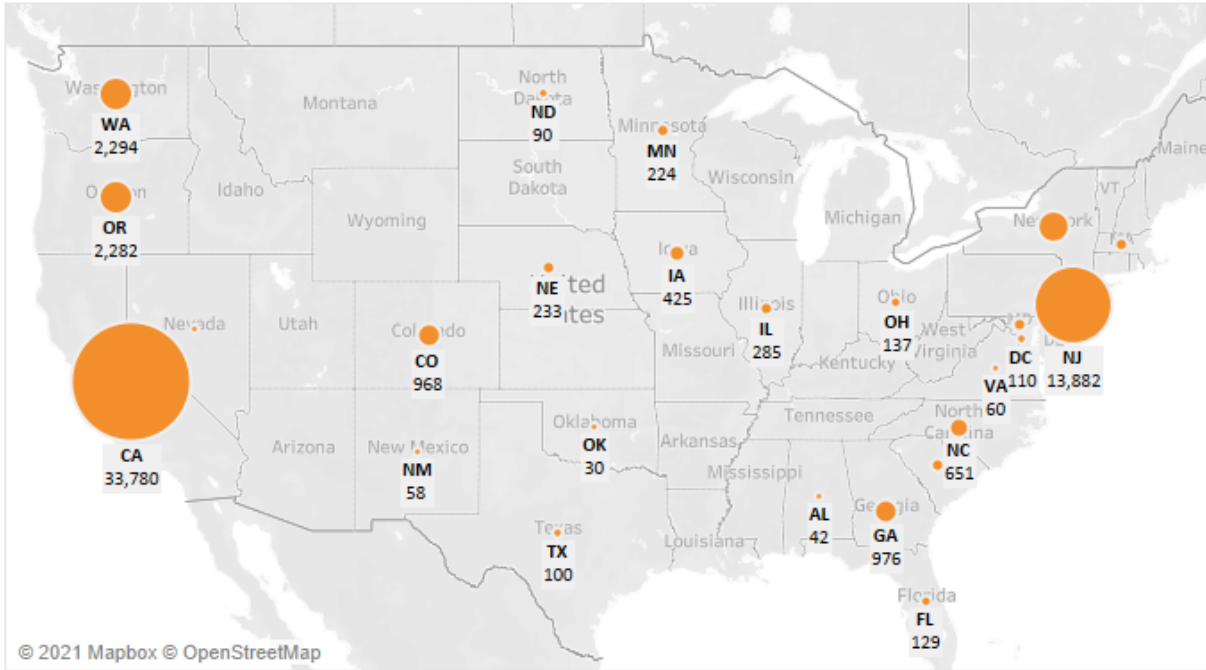 Washington
WA
2,294
Montana
North
Dakota
ND
90
Minnesota
MN
224
Maine
South
Dakota
Wisconsin
VT
Oregon
OR
2,282
Idaho
Wyoming
Michigan
New York
MA
Iowa
IA
425
NE
233
United
States
Nevada
Utah
Colorado
CO
968
Illinois
IL
285
Ohio
OH
137
West
Virginia
MD
DC
110
NJ
13,882
Missouri
Kentucky
VA
60
CA
33,780
Arizona
New Mexico
NM
58
Oklahoma
OK
30
Arkansas
Tennessee
North
Carolina
NC
651
Mississippi
AL
42
Georgia
GA
976
Texas
TX
100
Louisiana
Florida
FL
129
© 2021 Mapbox © OpenStreetMap